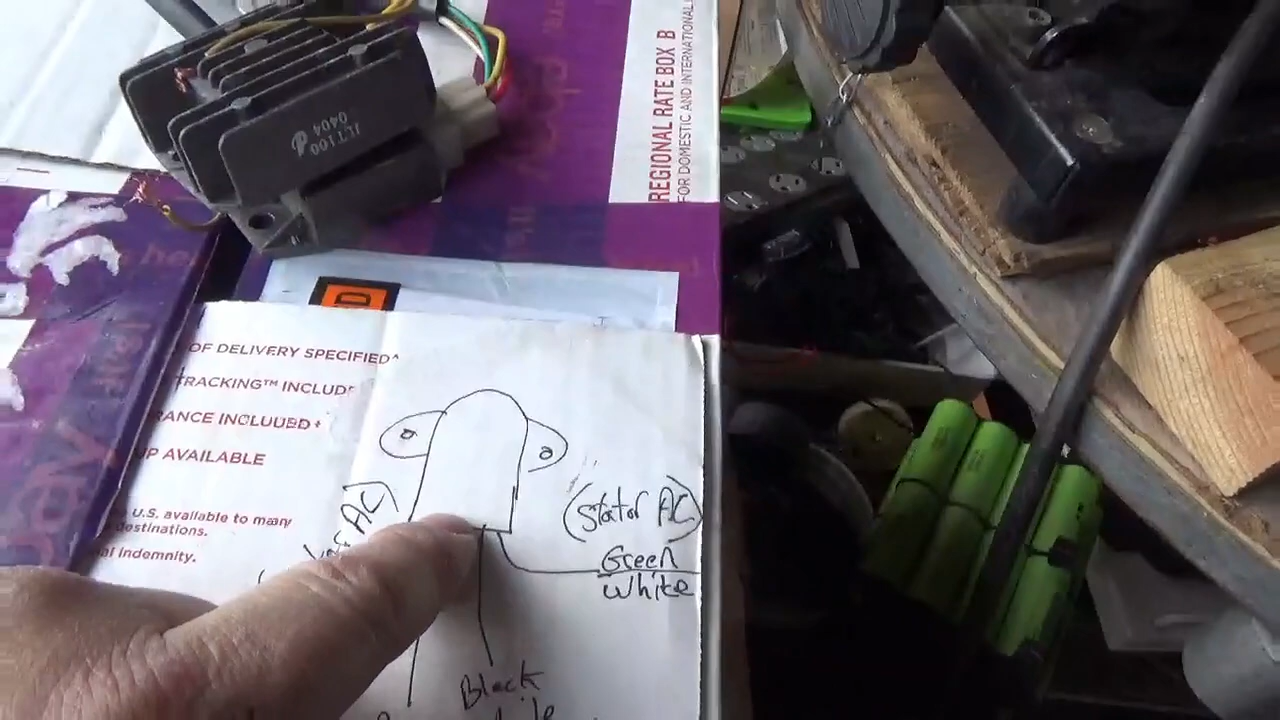 JLT100
0404
REGIONAL RATE BOX B
FOR DOMESTIC AND INTERNATIONAL
OF DELIVERY SPECIFIED^
TRACKING™ INCLUDE
RANCE INCLUDED+
UP AVAILABLE
U.S. available to many
destinations.
al indemnity.
AC)
(Stator AC)
Green
White
Black